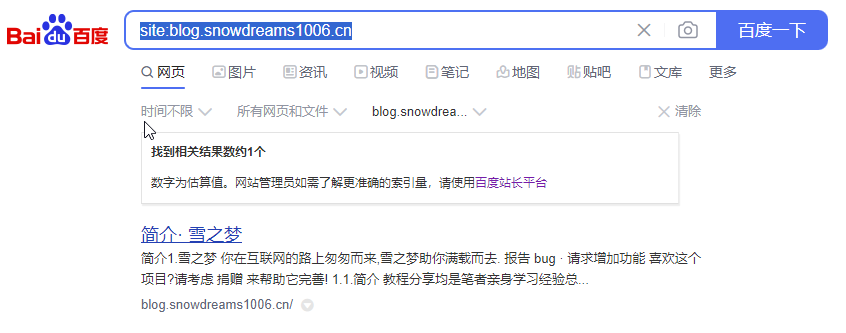 Bai du 百度 site:blog.snowdreams1006.cn 百度一下
网页 图片 资讯 视频 笔记 地图 贴吧 文库 更多
时间不限 所有网页和文件 blog.snowdrea... 清除
找到相关结果数约1个
数字为估算值。网站管理员如需了解更准确的索引量，请使用百度站长平台
简介· 雪之梦
简介1.雪之梦 你在互联网的路上匆匆而来,雪之梦助你满载而去. 报告 bug · 请求增加功能 喜欢这个
项目?请考虑 捐赠 来帮助它完善! 1.1.简介 教程分享均是笔者亲身学习经验总...
blog.snowdreams1006.cn/